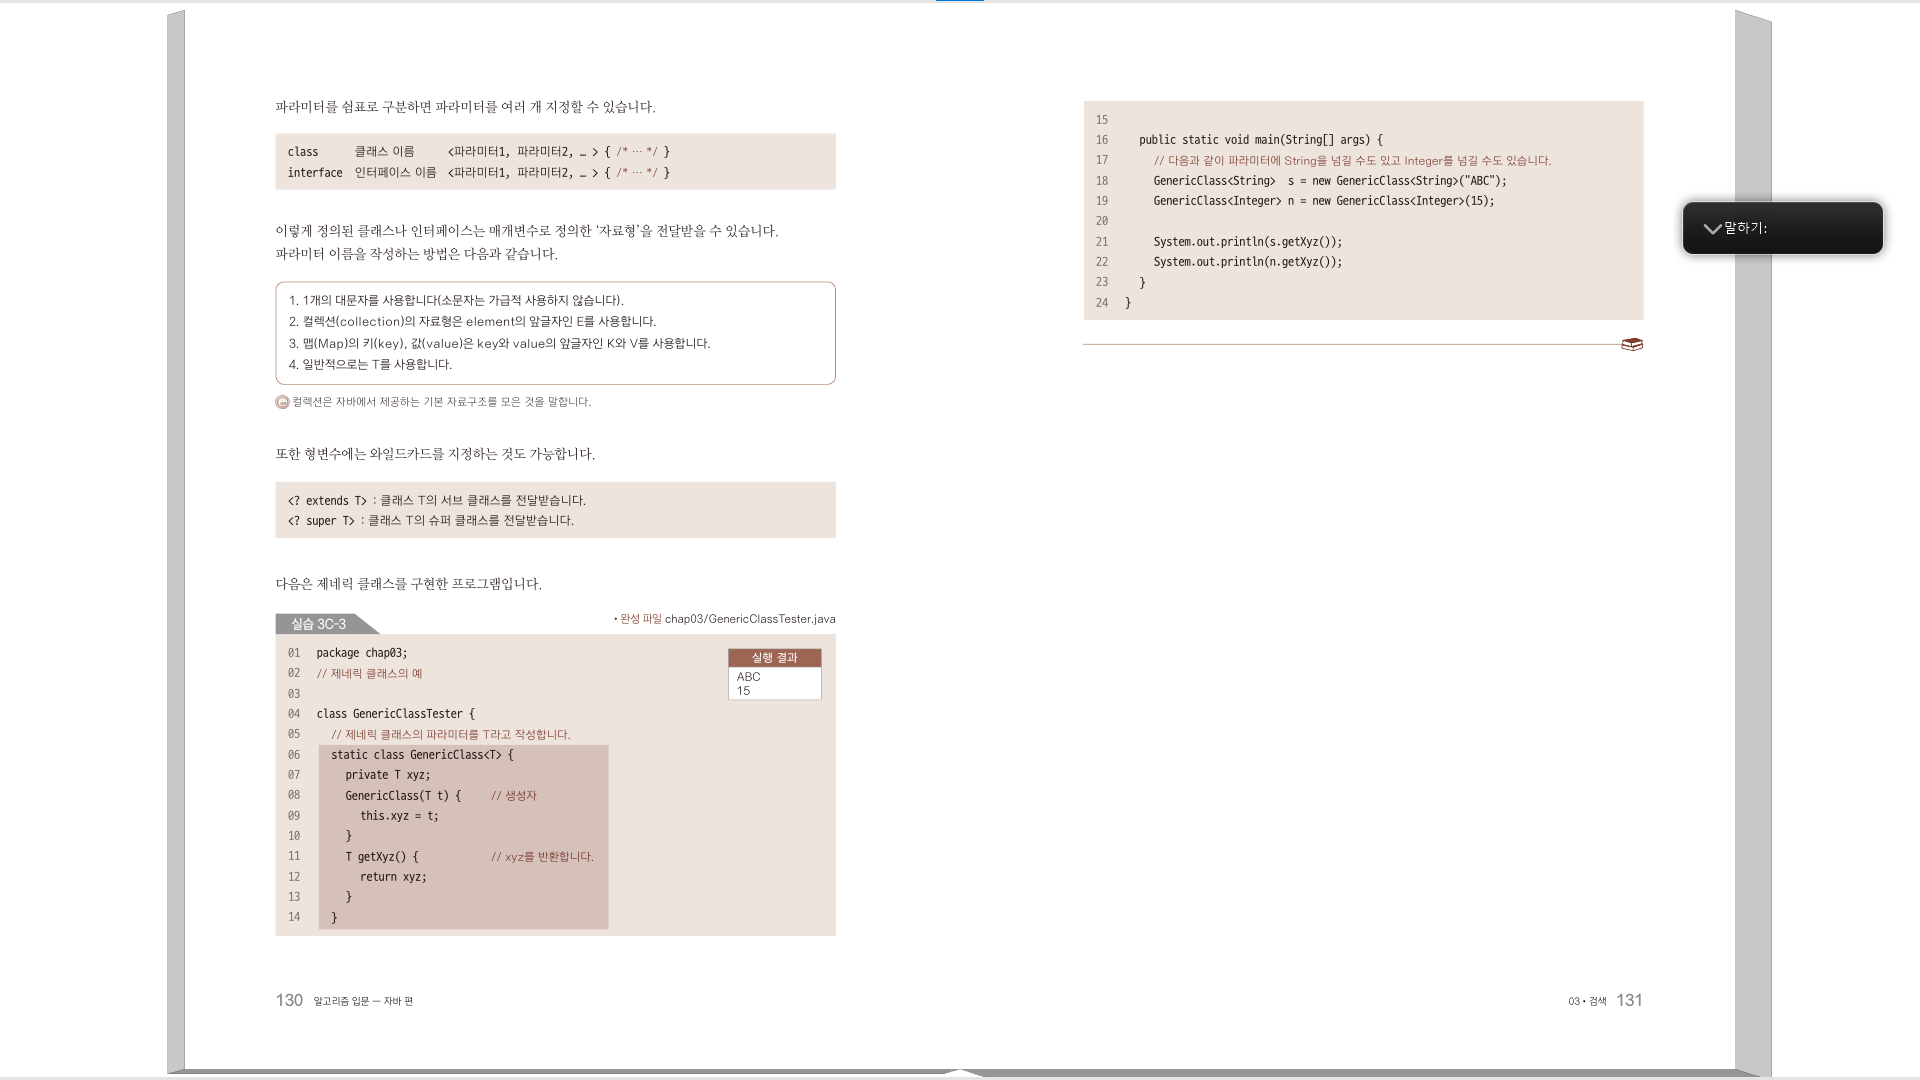 파라미터를 쉼표로 구분하면 파라미터를 여러 개 지정할 수 있습니다.
class 클래스 이름 <파라미터1, 파라미터2, … > { /* … */ }
interface 인터페이스 이름 <파라미터1, 파라미터2, … > { /* … */ }
이렇게 정의된 클래스나 인터페이스는 매개변수로 정의한 ‘자료형’을 전달받을 수 있습니다.
파라미터 이름을 작성하는 방법은 다음과 같습니다.
1. 1개의 대문자를 사용합니다(소문자는 가급적 사용하지 않습니다).
2. 컬렉션(collection)의 자료형은 element의 앞글자인 E를 사용합니다.
3. 맵(Map)의 키(key), 값(value)은 key와 value의 앞글자인 K와 V를 사용합니다.
4. 일반적으로는 T를 사용합니다.
컬렉션은 자바에서 제공하는 기본 자료구조를 모은 것을 말합니다.
또한 형변수에는 와일드카드를 지정하는 것도 가능합니다.
<? extends T> : 클래스 T의 서브 클래스를 전달받습니다.
<? super T> : 클래스 T의 슈퍼 클래스를 전달받습니다.
다음은 제네릭 클래스를 구현한 프로그램입니다.
실습 3C-3
• 완성 파일 chap03/GenericClassTester.java
01 package chap03;
02 // 제네릭 클래스의 예
03
04 class GenericClassTester {
05 // 제네릭 클래스의 파라미터를 T라고 작성합니다.
06 static class GenericClass<T> {
07 private T xyz;
08 GenericClass(T t) { // 생성자
09 this.xyz = t;
10 }
11 T getXyz() { // xyz를 반환합니다.
12 return xyz;
13 }
14 }
실행 결과
ABC
15
130 알고리즘 입문 — 자바 편
15
16 public static void main(String[] args) {
17 // 다음과 같이 파라미터에 String을 넘길 수도 있고 Integer를 넘길 수도 있습니다.
18 GenericClass<String> s = new GenericClass<String>("ABC");
19 GenericClass<Integer> n = new GenericClass<Integer>(15);
20
21 System.out.println(s.getXyz());
22 System.out.println(n.getXyz());
23 }
24 }
03 • 검색 131
말하기: